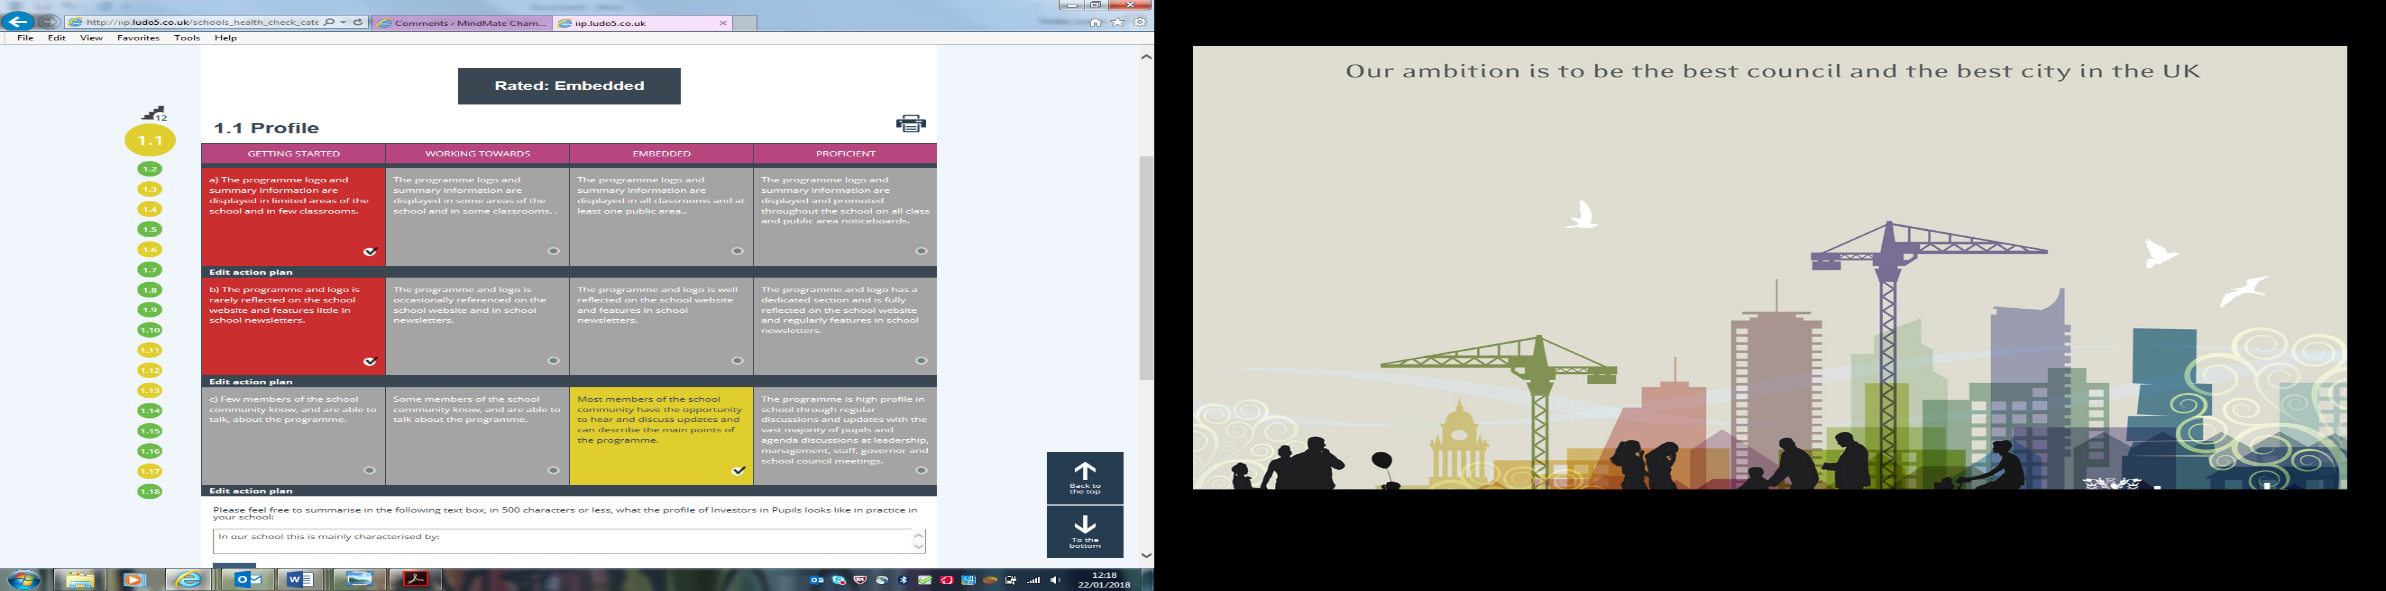 http://iip.ludo5.co.uk/schools_health_check_cate
Comments ‹ MindMate Cham...
iip.ludo5.co.uk
File Edit View Favorites Tools Help
Rated: Embedded
12
1.1 Profile
1.1
1.2
1.3
1.4
1.5
1.6
1.7
1.8
1.9
1.10
1.11
1.12
1.13
1.14
1.15
1.16
1.17
1.18
GETTING STARTED WORKING TOWARDS EMBEDDED PROFICIENT
a) The programme logo and
summary information are
displayed in limited areas of the
school and in few classrooms.
The programme logo and
summary information are
displayed in some areas of the
school and in some classrooms. .
The programme logo and
summary information are
displayed in all classrooms and at
least one public area..
The programme logo and
summary information are
displayed and promoted
throughout the school on all class
and public area noticeboards.
Edit action plan
b) The programme and logo is
rarely reflected on the school
website and features little in
school newsletters.
The programme and logo is
occasionally referenced on the
school website and in school
newsletters.
The programme and logo is well
reflected on the school website
and features in school
newsletters.
The programme and logo has a
dedicated section and is fully
reflected on the school website
and regularly features in school
newsletters.
Edit action plan
c) Few members of the school
community know, and are able to
talk, about the programme.
Some members of the school
community know, and are able to
talk about the programme.
Most members of the school
community have the opportunity
to hear and discuss updates and
can describe the main points of
the programme.
The programme is high profile in
school through regular
discussions and updates with the
vast majority of pupils and
agenda discussions at leadership,
management, staff, governor and
school council meetings.
Edit action plan
Please feel free to summarise in the following text box, in 500 characters or less, what the profile of Investors in Pupils looks like in practice in
your school:
In our school this is mainly characterised by:
Back to
the top
To the
bottom
12:18
22/01/2018
Our ambition is to be the best council and the best city in the UK